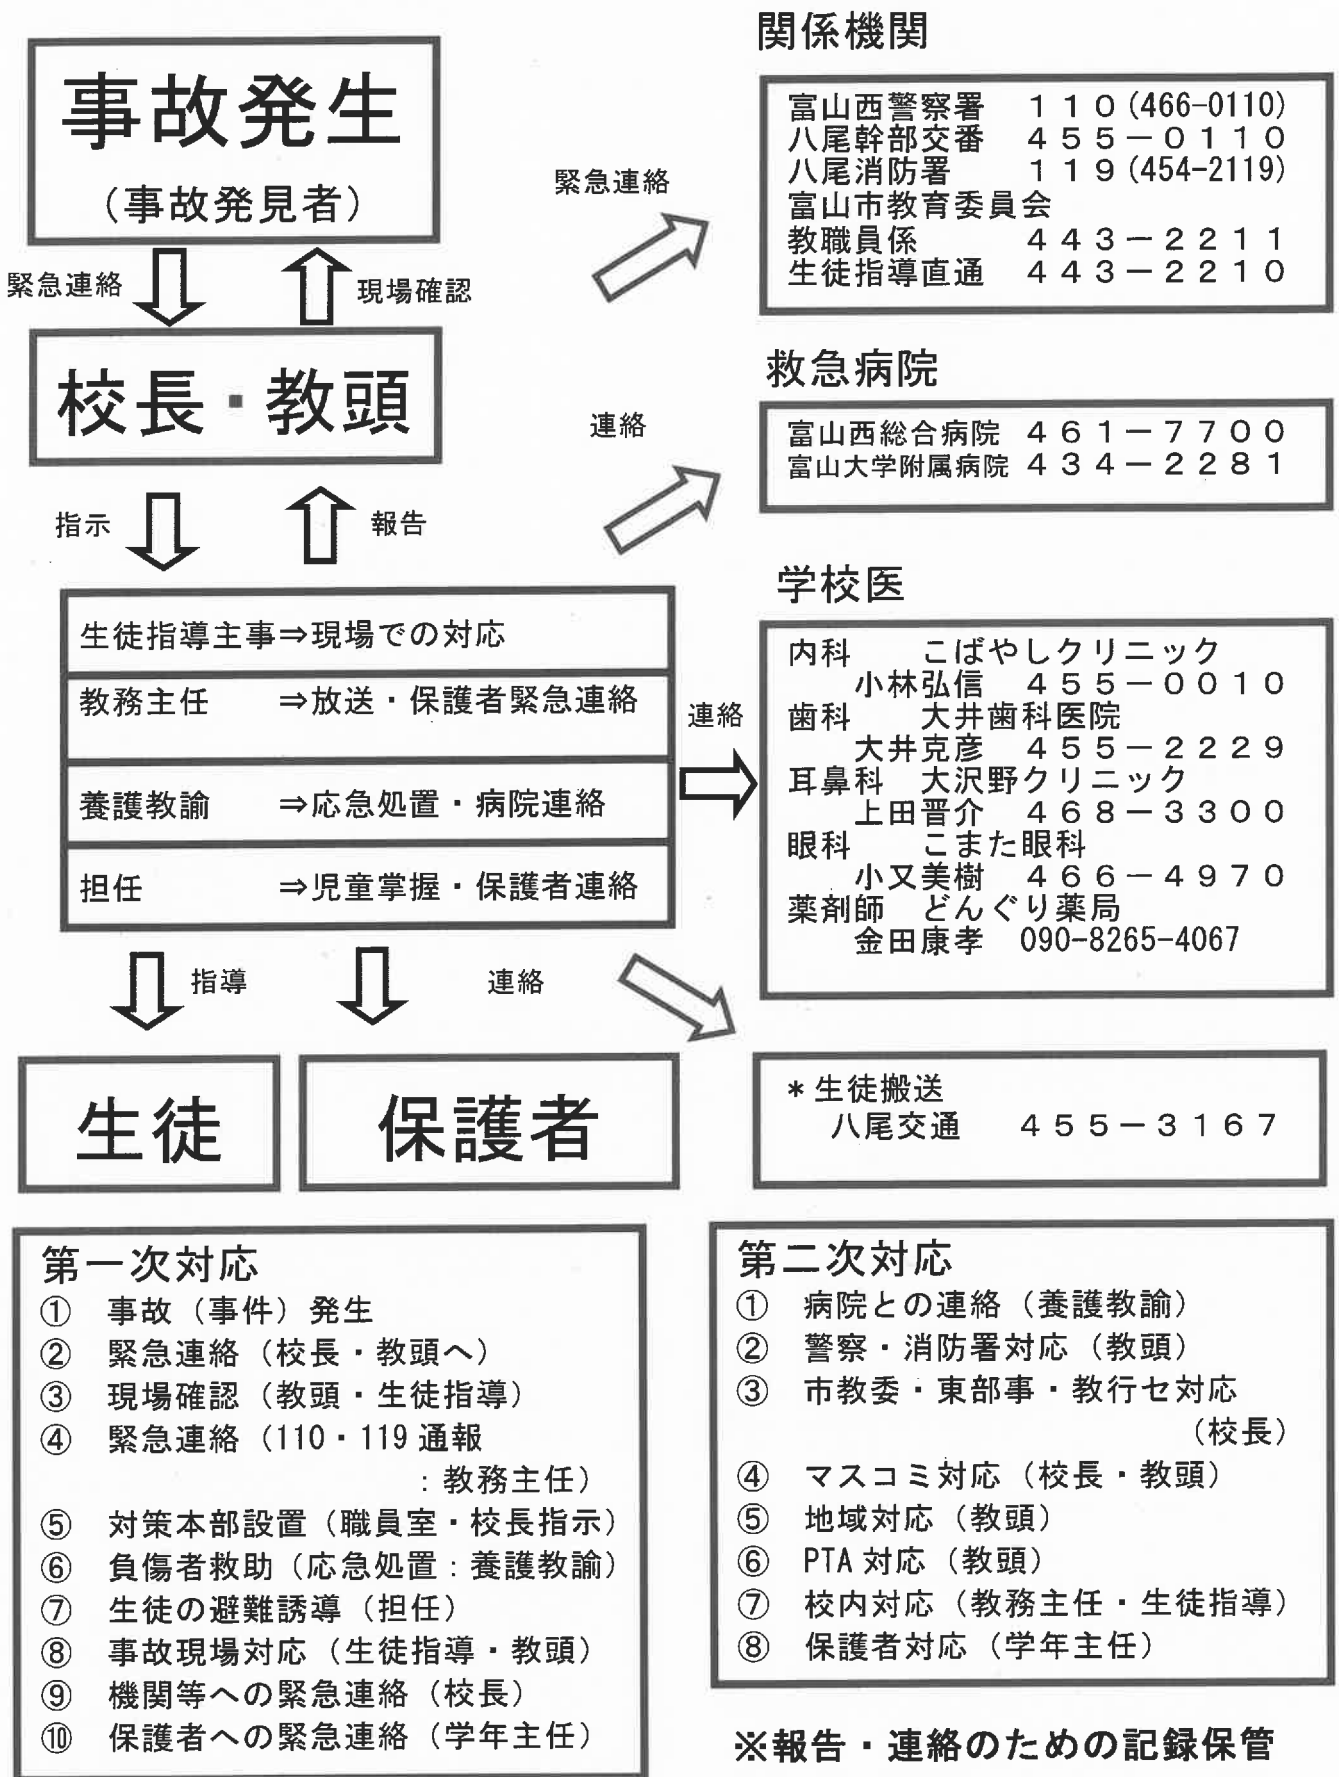 関係機関
事故発生
(事故発見者)
富山西警察署　１１０(466-0110)
八尾幹部交番　４５５－０１１０
八尾消防署　１１９(454-2119)
富山市教育委員会
教職員係　４４３－２２１１
生徒指導直通　４４３－２２１０
緊急連絡
緊急連絡
現場確認
校長・教頭
救急病院
連絡
富山西総合病院　４６１－７７００
富山大学附属病院　４３４－２２８１
指示
報告
学校医
生徒指導主事⇒現場での対応
教務主任　⇒放送・保護者緊急連絡
養護教諭　⇒応急処置・病院連絡
担任　⇒児童掌握・保護者連絡
連絡
内科　こばやしクリニック
小林弘信　４５５－００１０
歯科　大井歯科医院
大井克彦　４５５－２２２９
耳鼻科　大沢野クリニック
上田晋介　４６８－３３００
眼科　こまた眼科
小又美樹　４６６－４９７０
薬剤師　どんぐり薬局
金田康孝　090-8265-4067
指導
連絡
生徒
保護者
＊生徒搬送
八尾交通　４５５－３１６７
第一次対応
①　事故（事件）発生
②　緊急連絡（校長・教頭へ）
③　現場確認（教頭・生徒指導）
④　緊急連絡（110・119通報
：教務主任）
⑤　対策本部設置（職員室・校長指示）
⑥　負傷者救助（応急処置：養護教諭）
⑦　生徒の避難誘導（担任）
⑧　事故現場対応（生徒指導・教頭）
⑨　機関等への緊急連絡（校長）
⑩　保護者への緊急連絡（学年主任）
第二次対応
①　病院との連絡（養護教諭）
②　警察・消防署対応（教頭）
③　市教委・東部事・教行セ対応
（校長）
④　マスコミ対応（校長・教頭）
⑤　地域対応（教頭）
⑥　PTA対応（教頭）
⑦　校内対応（教務主任・生徒指導）
⑧　保護者対応（学年主任）
※報告・連絡のための記録保管